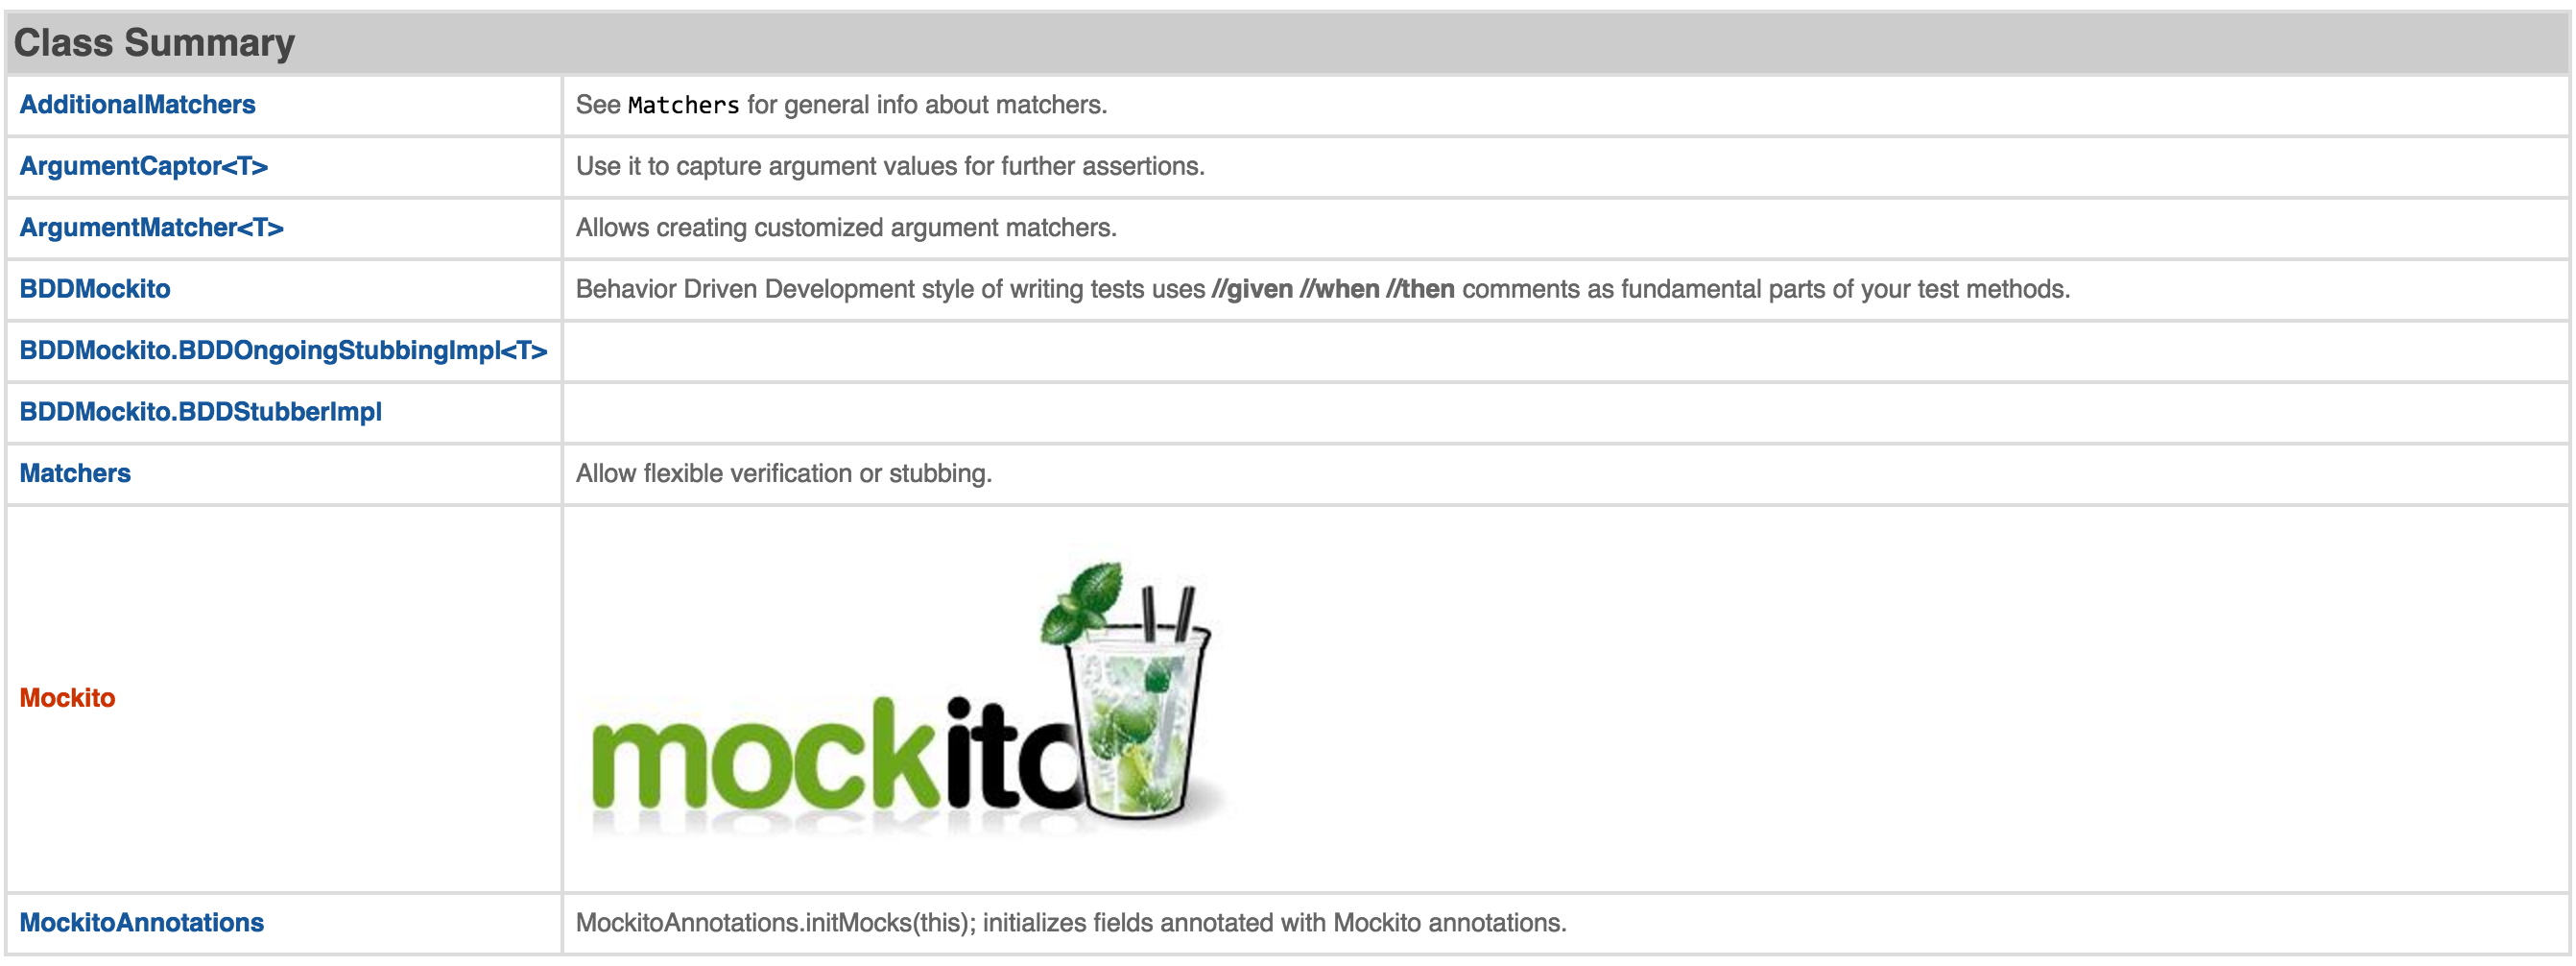 Class Summary
AdditionalMatchers See Matchers for general info about matchers.
ArgumentCaptor<T> Use it to capture argument values for further assertions.
ArgumentMatcher<T> Allows creating customized argument matchers.
BDDMockito Behavior Driven Development style of writing tests uses //given //when //then comments as fundamental parts of your test methods.
BDDMockito.BDDOngoingStubbingImpl<T>
BDDMockito.BDDStubberImpl
Matchers Allow flexible verification or stubbing.
Mockito mockito
MockitoAnnotations MockitoAnnotations.initMocks(this); initializes fields annotated with Mockito annotations.